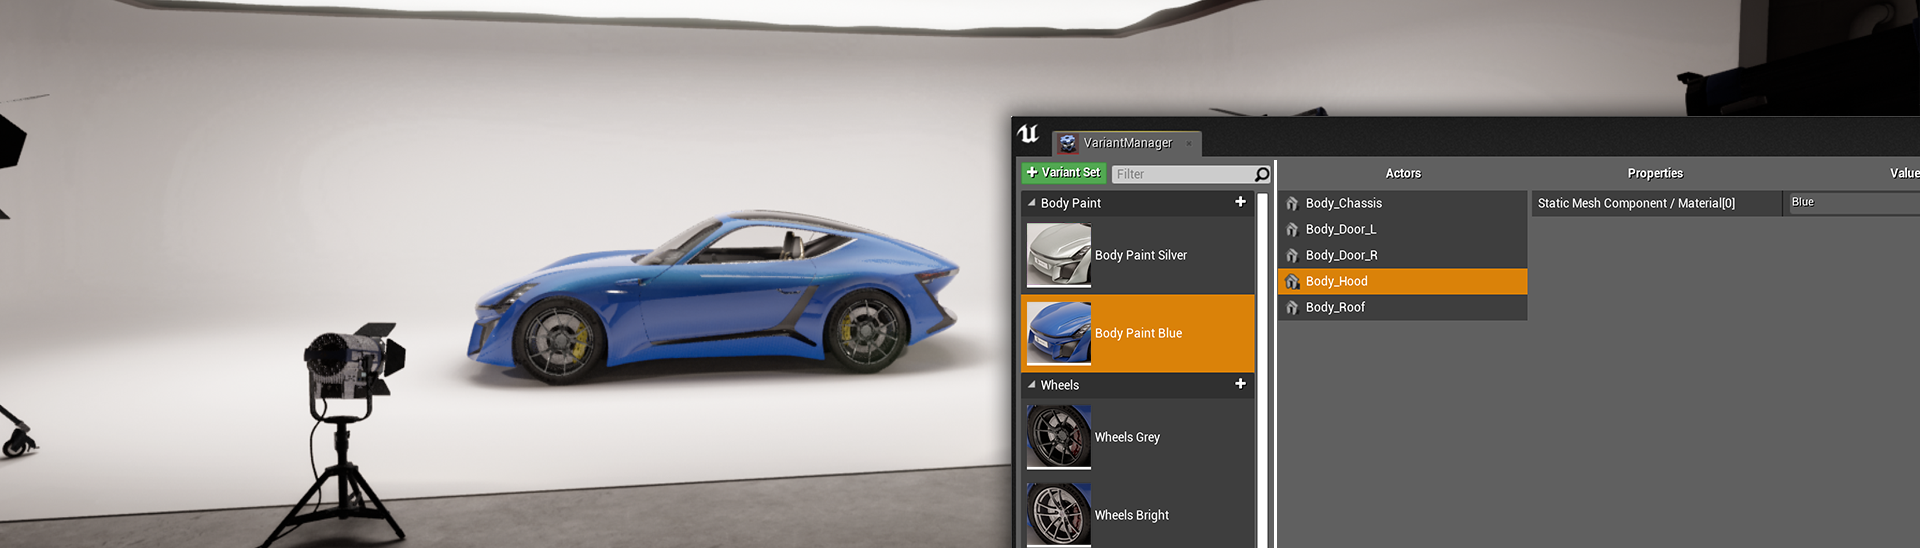 VariantManager
+ Variant Set
Filter
Actors
Properties
Value
Body Paint
Body_Chassis
Static Mesh Component / Material[0]
Blue
Body_Door_L
Body Paint Silver
Body_Door_R
Body_Hood
Body_Roof
Body Paint Blue
Wheels
Wheels Grey
Wheels Bright